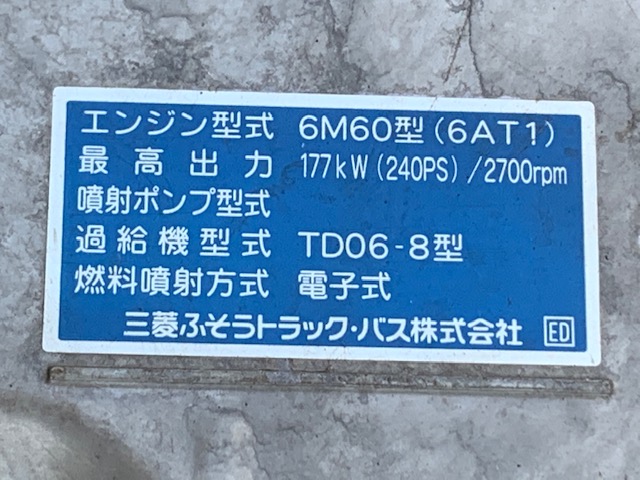 エンジン型式 6M60型(6AT1)
最高出力 177kW(240PS)/2700rpm
噴射ポンプ型式
過給機型式 TD06-8型
燃料噴射方式 電子式
三菱ふそうトラック・バス株式会社 ED